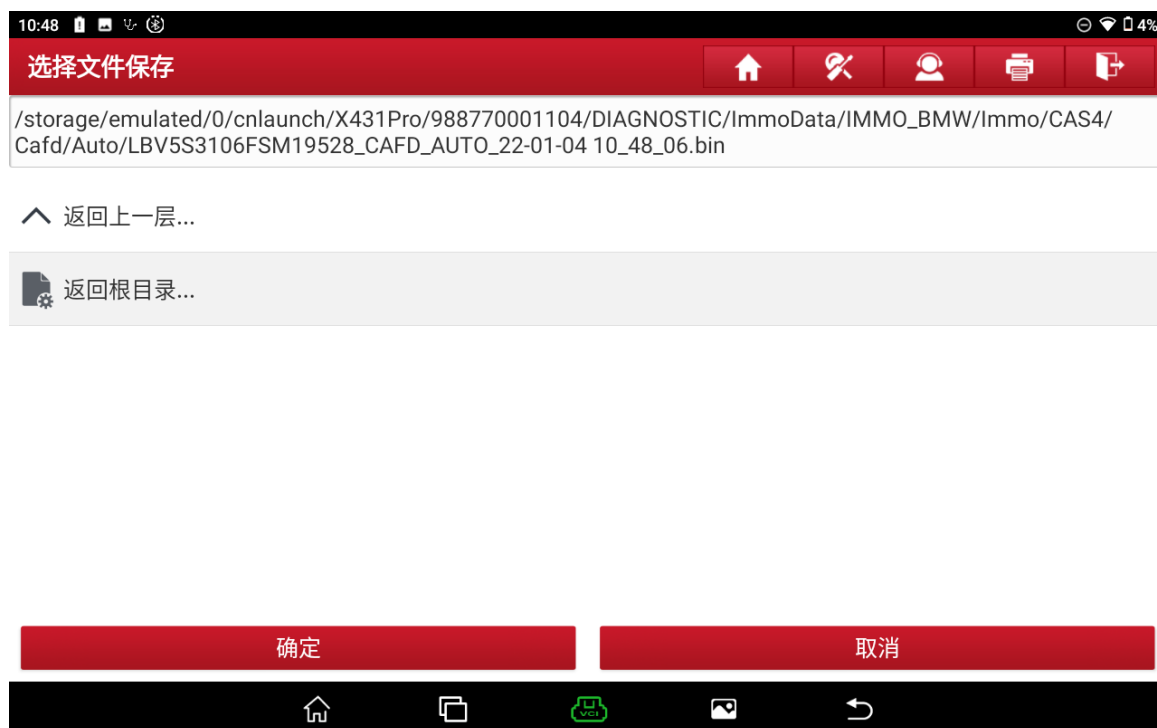 10:48
4%
选择文件保存
/storage/emulated/0/cnlaunch/X431Pro/988770001104/DIAGNOSTIC/ImmoData/IMMO_BMW/Immo/CAS4/
Cafd/Auto/LBV5S3106FSM19528_CAFD_AUTO_22-01-04 10_48_06.bin
返回上一层...
返回根目录...
确定
取消
VCI